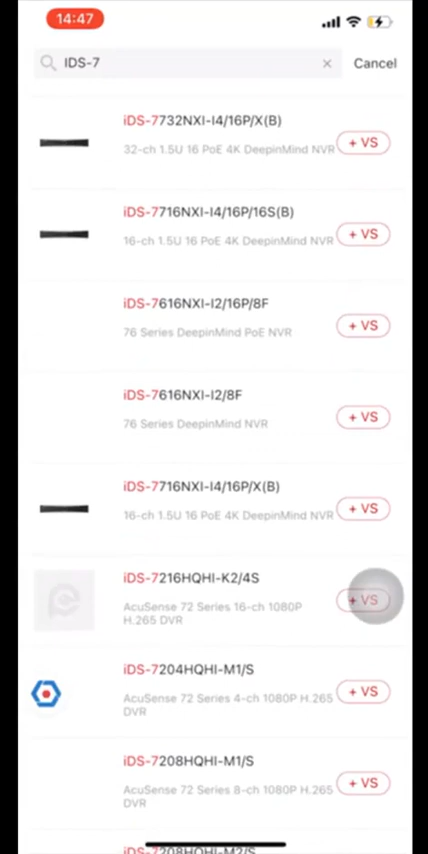 14:47
IDS-7
Cancel
iDS-7732NXI-I4/16P/X(B)
32-ch 1.5U 16 PoE 4K DeepinMind NVR
+ VS
iDS-7716NXI-I4/16P/16S(B)
16-ch 1.5U 16 PoE 4K DeepinMind NVR
+ VS
iDS-7616NXI-I2/16P/8F
76 Series DeepinMind PoE NVR
+ VS
iDS-7616NXI-I2/8F
76 Series DeepinMind NVR
+ VS
iDS-7716NXI-I4/16P/X(B)
16-ch 1.5U 16 PoE 4K DeepinMind NVR
+ VS
iDS-7216HQHI-K2/4S
AcuSense 72 Series 16-ch 1080P
H.265 DVR
+ VS
iDS-7204HQHI-M1/S
AcuSense 72 Series 4-ch 1080P H.265
DVR
+ VS
iDS-7208HQHI-M1/S
AcuSense 72 Series 8-ch 1080P H.265
DVR
+ VS
iDS-7208HQHI-M2/S